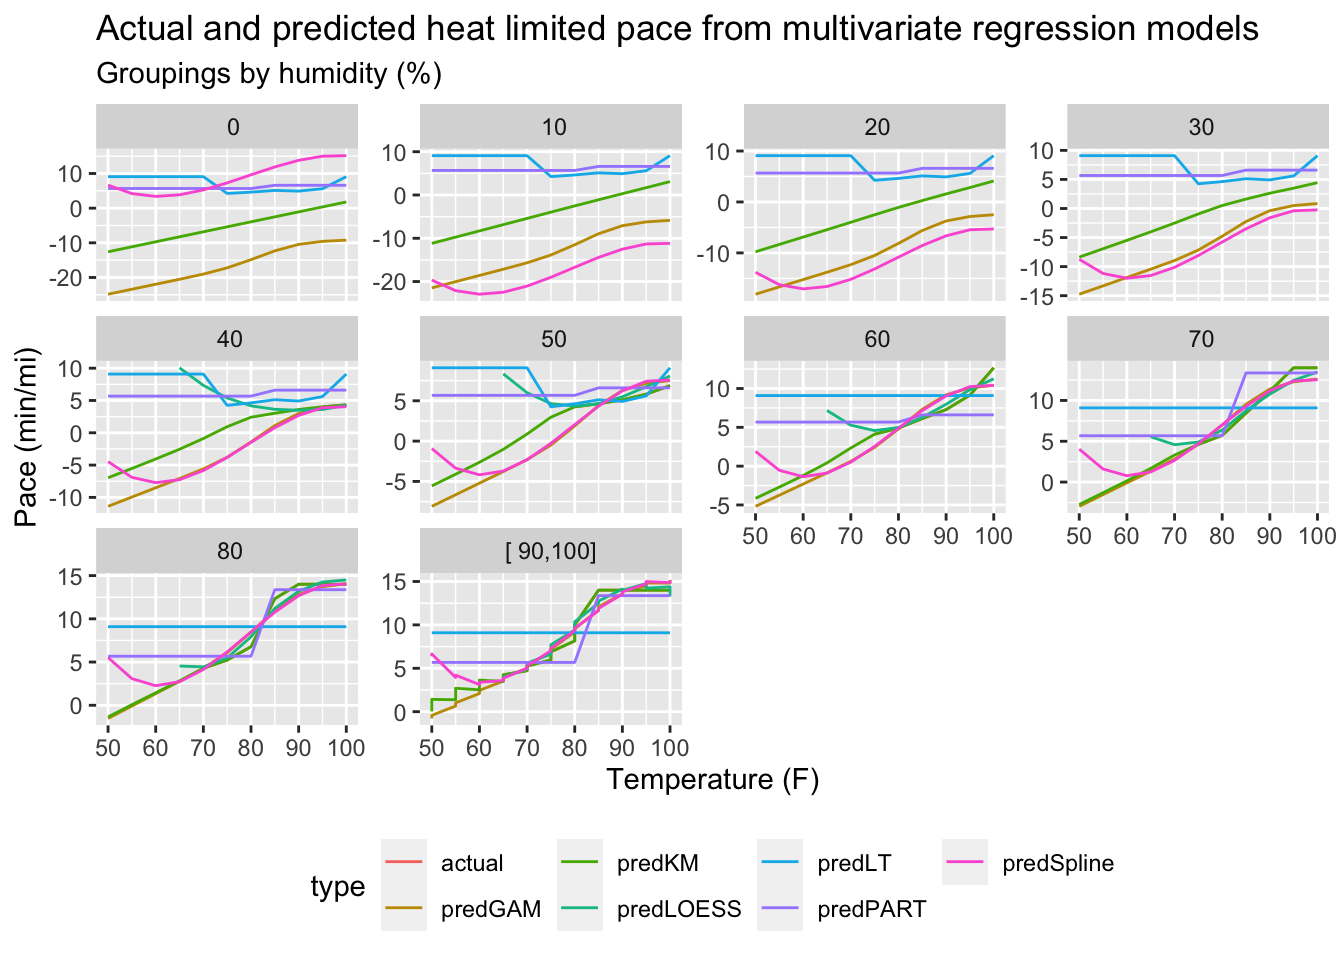 Actual and predicted heat limited pace from multivariate regression models
Groupings by humidity (%)
0 10 20 30
10 0 -10 -20
10 0 -10 -20
10 0 -10
10 5 0 -5 -10 -15
40 50 60 70
10 5 0 -5 -10
5 0 -5
10 5 0 -5
10 5 0
50 60 70 80 90 100
50 60 70 80 90 100
80 [ 90,100]
15 10 5 0
15 10 5 0
50 60 70 80 90 100
50 60 70 80 90 100
Pace (min/mi)
Temperature (F)
type
actual predKM predLT predSpline
predGAM predLOESS predPART